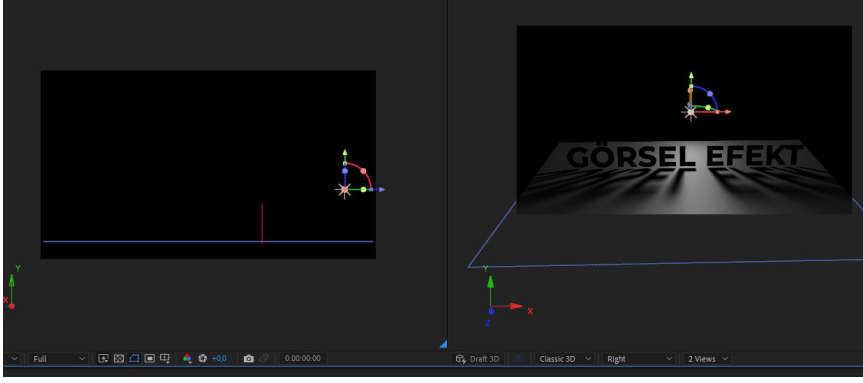 GÖRSEL EFEKT
Y
X
Y
X
Z
Full
+0,0
0:00:00:00
Draft 3D
Classic 3D
Right
2 Views